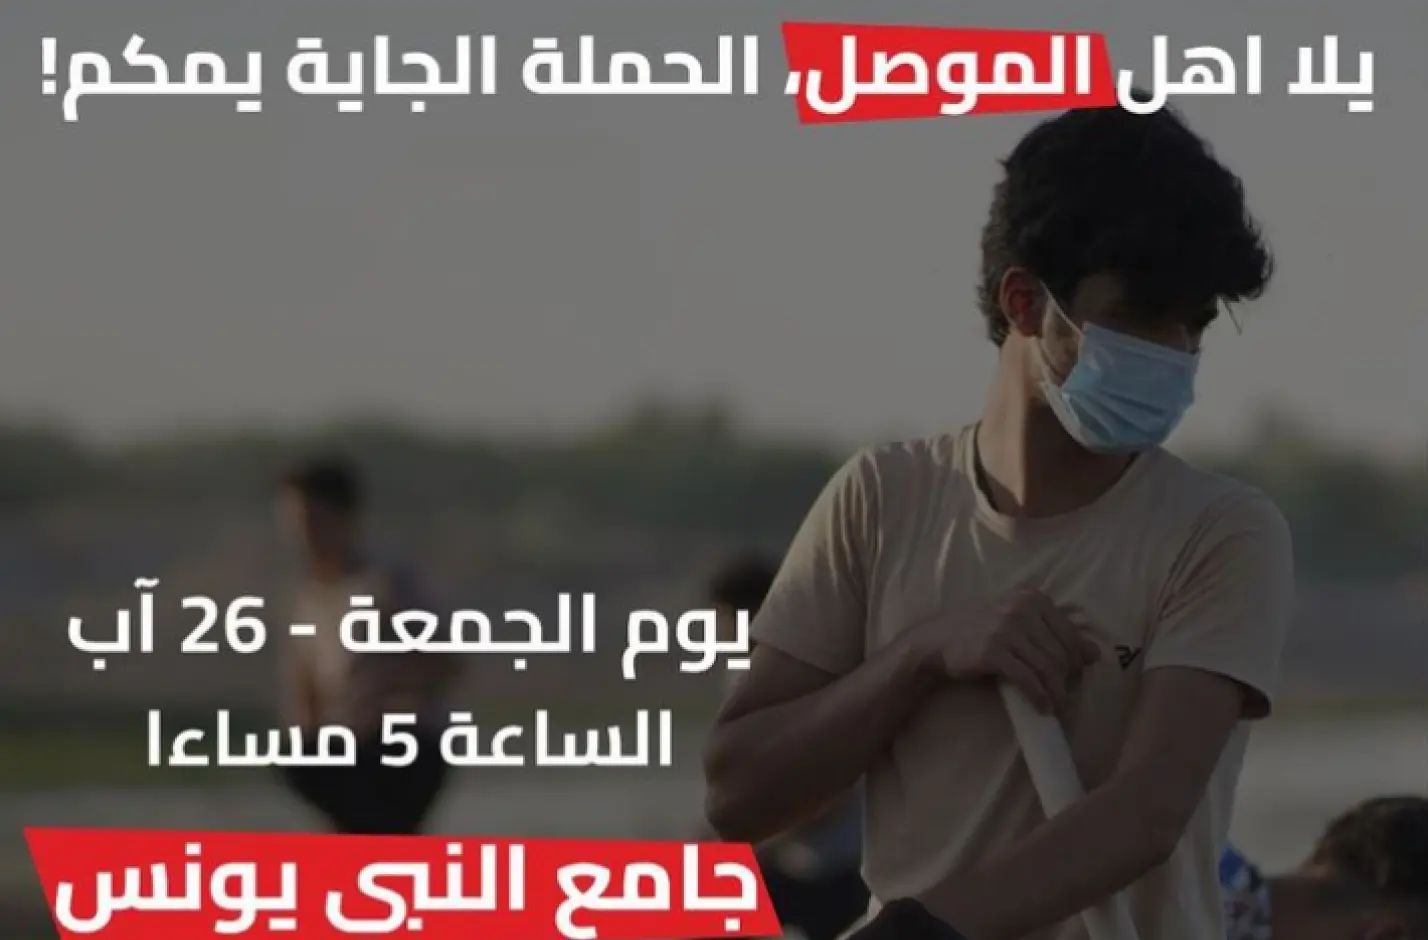 يلا اهل الموصل، الحملة الجاية يمكم!
يوم الجمعة - 26 آب
الساعة 5 مساءا
جامع النبي يونس